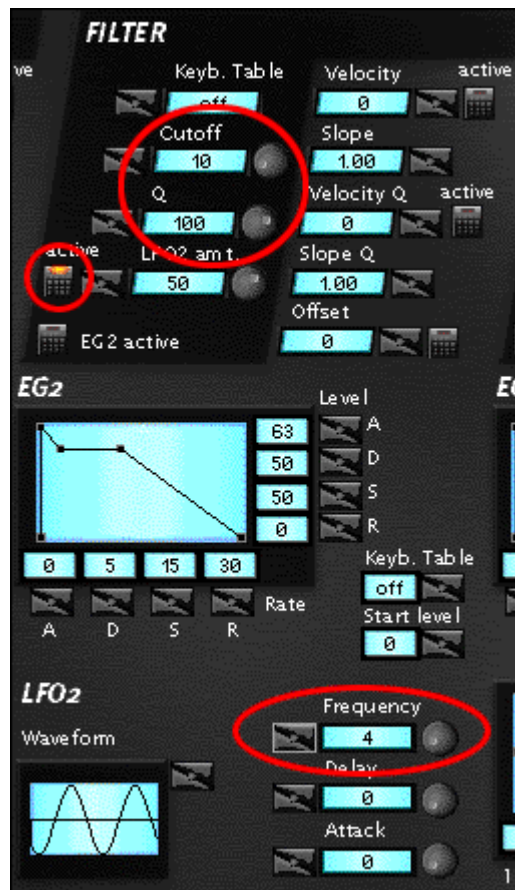 FILTER
ve Keyb. Table Velocity active
off 0
Cutoff Slope
10 1.00
Q Velocity Q active
100 0
active LFO2 amt. Slope Q
50 1.00
Offset
EG2 active 0
EG2
Level
63 A
50 D
50 S
0 R
Keyb. Table
0 5 15 30 off
Rate Start level
A D S R 0
LFO2
Frequency
Waveform 4
Delay
0
Attack
0